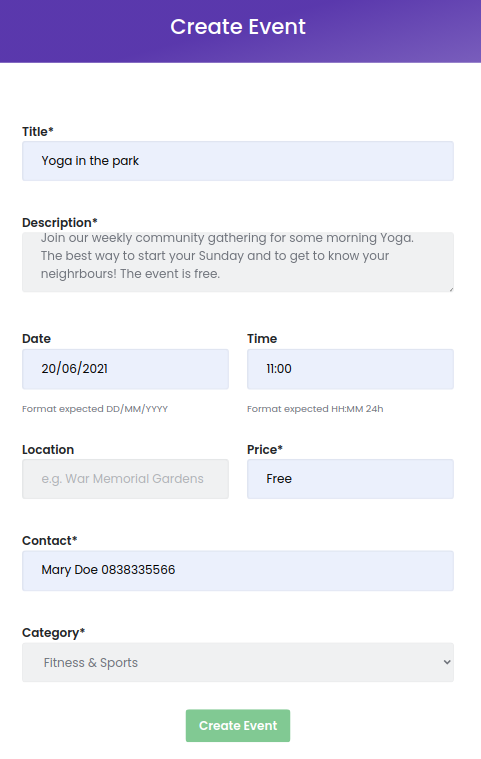 Create Event
Title*
Yoga in the park
Description*
Join our weekly community gathering for some morning Yoga.
The best way to start your Sunday and to get to know your
neighrbours! The event is free.
Date
Time
20/06/2021
11:00
Format expected DD/MM/YYYY
Format expected HH:MM 24h
Location
Price*
e.g. War Memorial Gardens
Free
Contact*
Mary Doe 0838335566
Category*
Fitness & Sports
Create Event